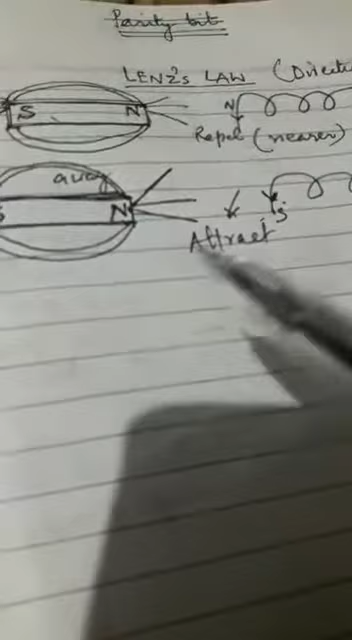 Parity bit
LENZ'S LAW (Directi
S N N
Repel (nearer)
away
S N S
Attract